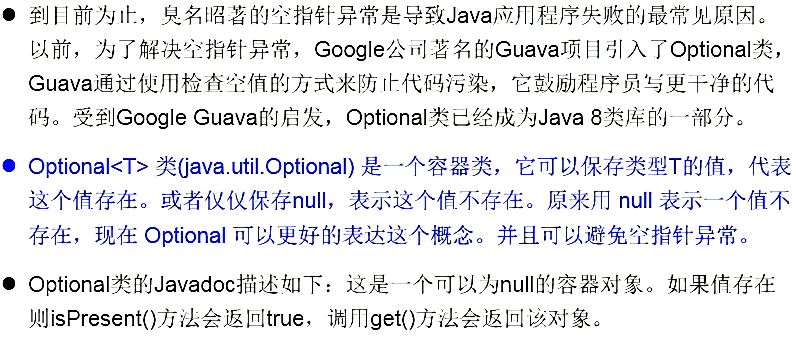 ● 到目前为止，臭名昭著的空指针异常是导致Java应用程序失败的最常见原因。
以前，为了解决空指针异常，Google公司著名的Guava项目引入了Optional类，
Guava通过使用检查空值的方式来防止代码污染，它鼓励程序员写更干净的代
码。受到Google Guava的启发，Optional类已经成为Java 8类库的一部分。
● Optional<T> 类(java.util.Optional) 是一个容器类，它可以保存类型T的值，代表
这个值存在。或者仅仅保存null，表示这个值不存在。原来用 null 表示一个值不
存在，现在 Optional 可以更好的表达这个概念。并且可以避免空指针异常。
● Optional类的Javadoc描述如下：这是一个可以为null的容器对象。如果值存在
则isPresent()方法会返回true，调用get()方法会返回该对象。